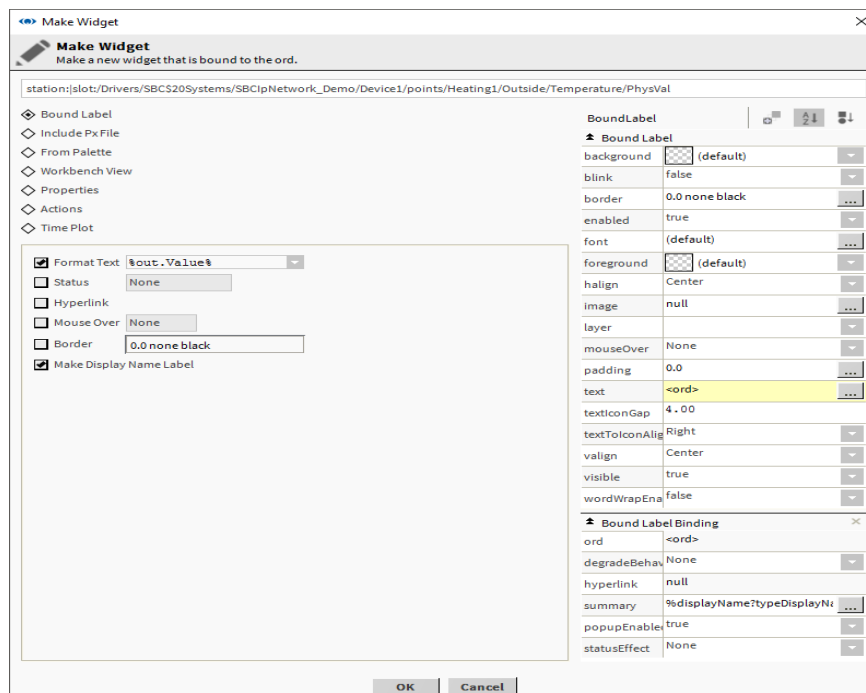 Make Widget
Make Widget
Make a new widget that is bound to the ord.
station:|slot:/Drivers/SBC$20Systems/SBCIpNetwork_Demo/Device1/points/Heating1/Outside/Temperature/PhysVal
Bound Label
Include Px File
From Palette
Workbench View
Properties
Actions
Time Plot
Format Text %out.Value%
Status None
Hyperlink
Mouse Over None
Border 0.0 none black
Make Display Name Label
BoundLabel
Bound Label
background (default)
blink false
border 0.0 none black ...
enabled true
font (default) ...
foreground (default)
halign Center
image null ...
layer
mouseOver None
padding 0.0 ...
text <ord> ...
textIconGap 4.00
textToIconAlig Right
valign Center
visible true
wordWrapEna false
Bound Label Binding
ord <ord>
degradeBehav None
hyperlink null
summary %displayName?typeDisplayNa ...
popupEnabled true
statusEffect None
OK Cancel